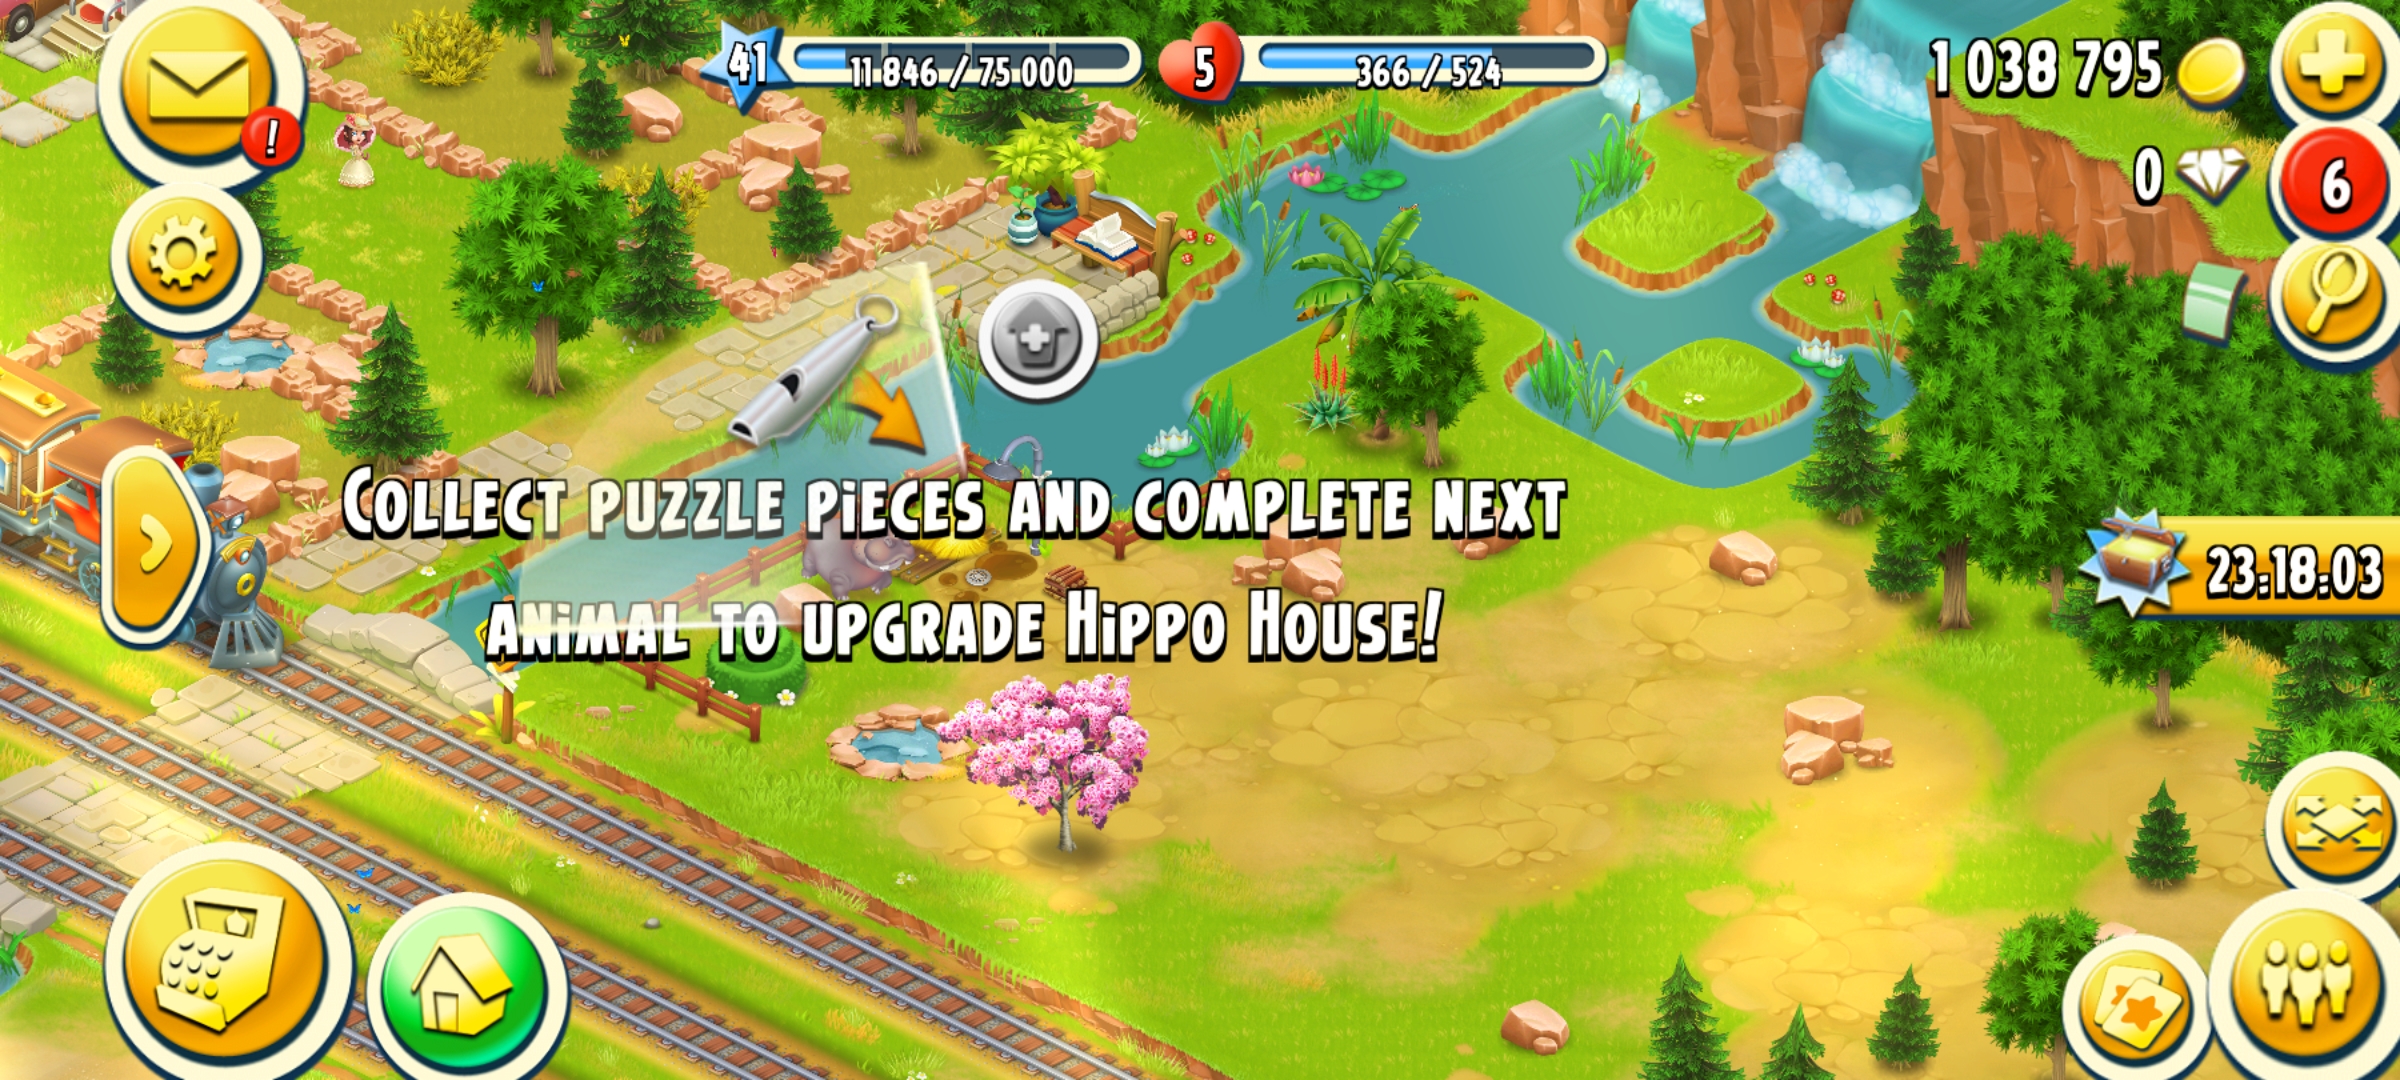 41
11 846 / 75 000
5
366 / 524
1 038 795
!
0
6
COLLECT PUZZLE PIECES AND COMPLETE NEXT
ANIMAL TO UPGRADE HIPPO HOUSE!
23:18:03